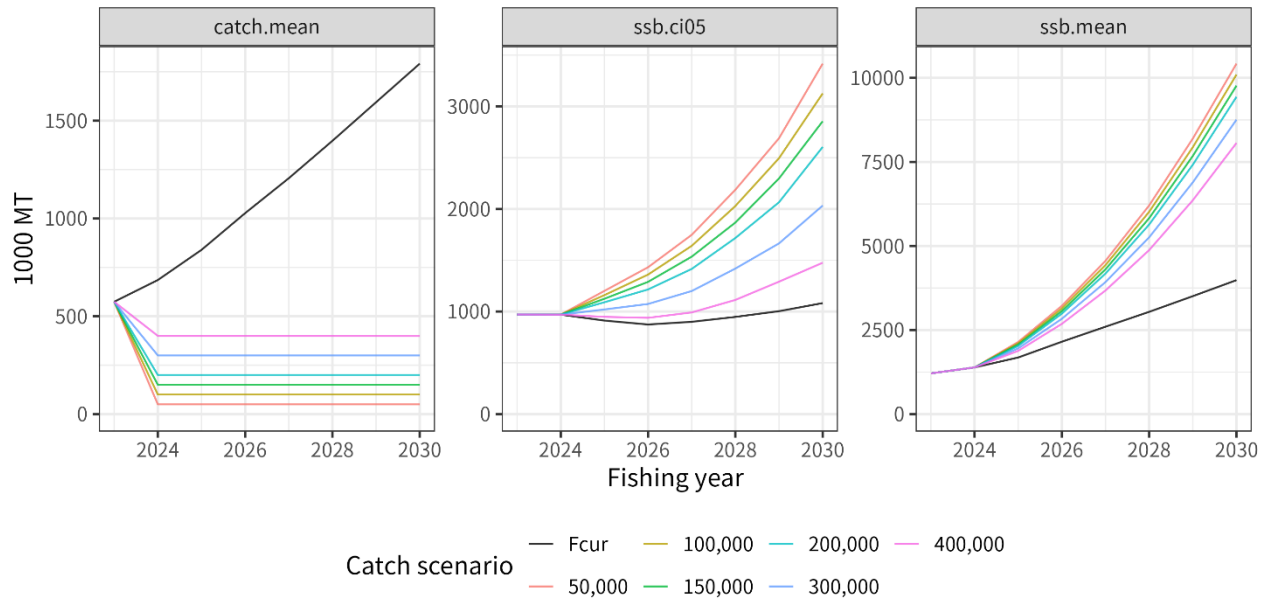 catch.mean ssb.ci05 ssb.mean
1000 MT
1500
1000
500
0
3000
2000
1000
0
10000
7500
5000
2500
0
2024 2026 2028 2030 2024 2026 2028 2030 2024 2026 2028 2030
Fishing year
Catch scenario
Fcur 100,000 200,000 400,000
50,000 150,000 300,000